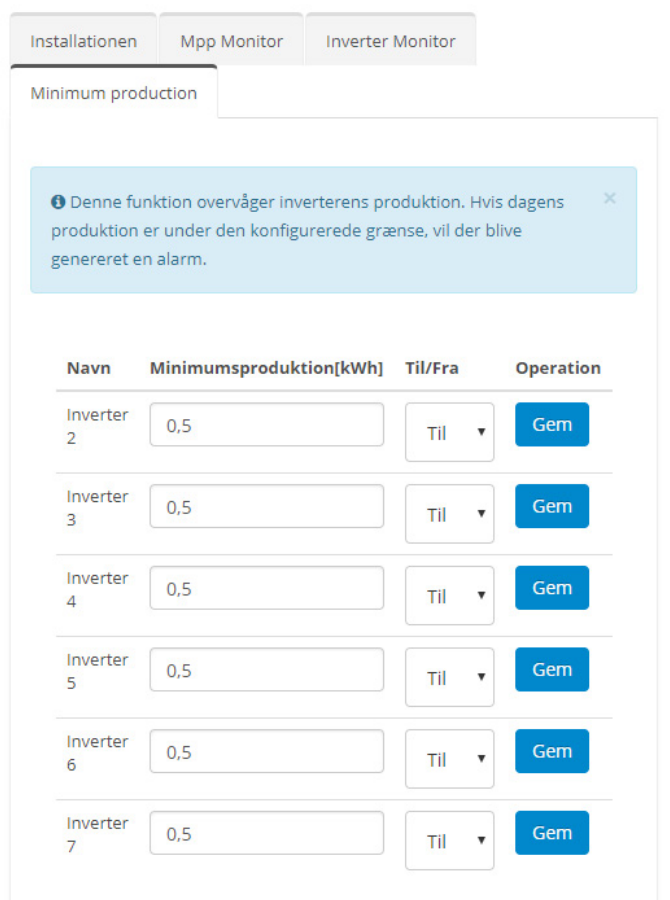 Installationen Mpp Monitor Inverter Monitor
Minimum production
Denne funktion overvåger inverterens produktion. Hvis dagens ×
produktion er under den konfigurerede grænse, vil der blive
genereret en alarm.
Navn Minimumsproduktion[kWh] Til/Fra Operation
Inverter
2 0,5 Til Gem
Inverter
3 0,5 Til Gem
Inverter
4 0,5 Til Gem
Inverter
5 0,5 Til Gem
Inverter
6 0,5 Til Gem
Inverter
7 0,5 Til Gem